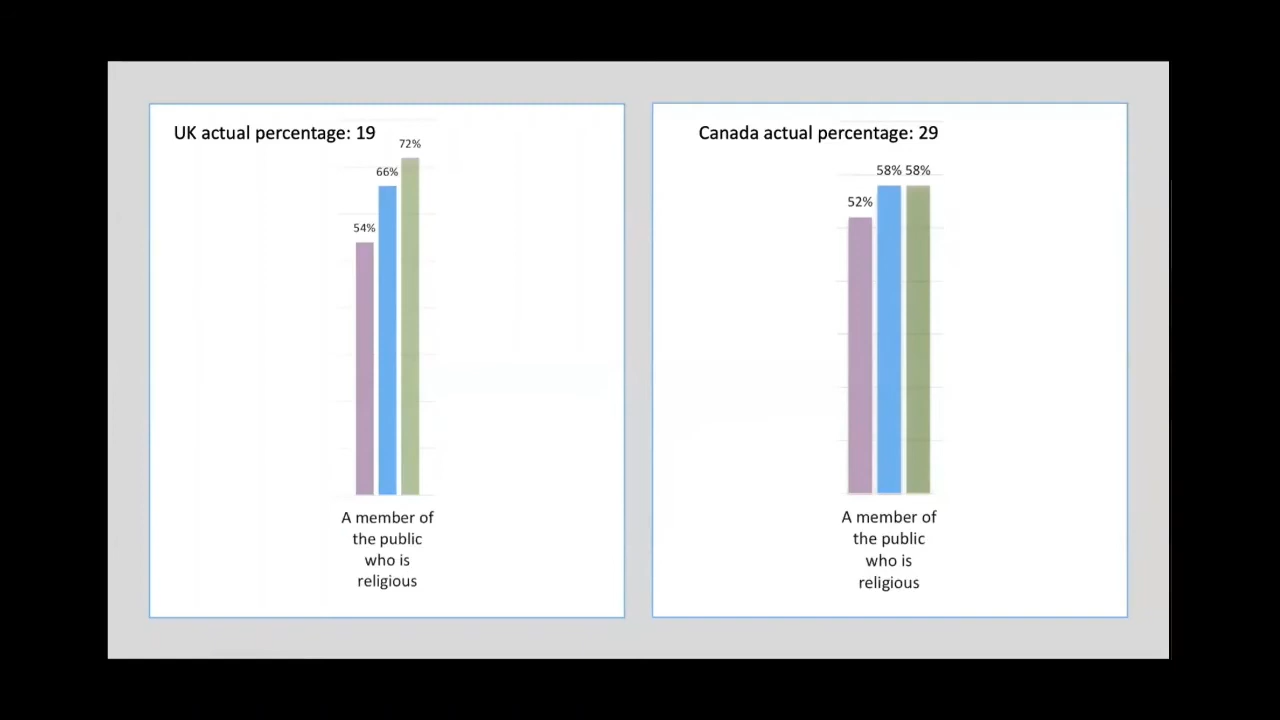 UK actual percentage: 19
72%
66%
54%
A member of
the public
who is
religious
Canada actual percentage: 29
58% 58%
52%
A member of
the public
who is
religious